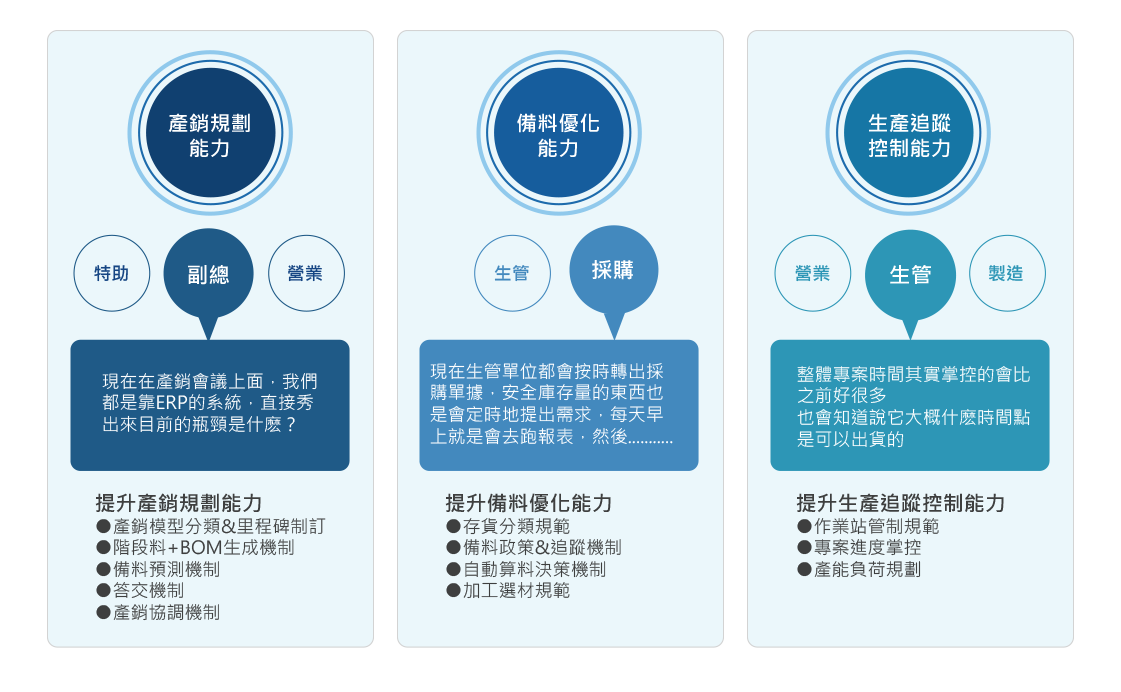 產銷規劃
能力
特助
副總
營業
現在在產銷會議上面，我們
都是靠ERP的系統，直接秀
出來目前的瓶頸是什麽？
提升產銷規劃能力
●產銷模型分類&里程碑制訂
●階段料+BOM生成機制
●備料預測機制
●答交機制
●產銷協調機制
備料優化
能力
生管
採購
現在生管單位都會按時轉出採
購單據，安全庫存量的東西也
是會定時地提出需求，每天早
上就是會去跑報表，然後...........
提升備料優化能力
●存貨分類規範
●備料政策&追蹤機制
●自動算料決策機制
●加工選材規範
生產追蹤
控制能力
營業
生管
製造
整體專案時間其實掌控的會比
之前好很多
也會知道說它大概什麽時間點
是可以出貨的
提升生產追蹤控制能力
●作業站管制規範
●專案進度掌控
●產能負荷規劃